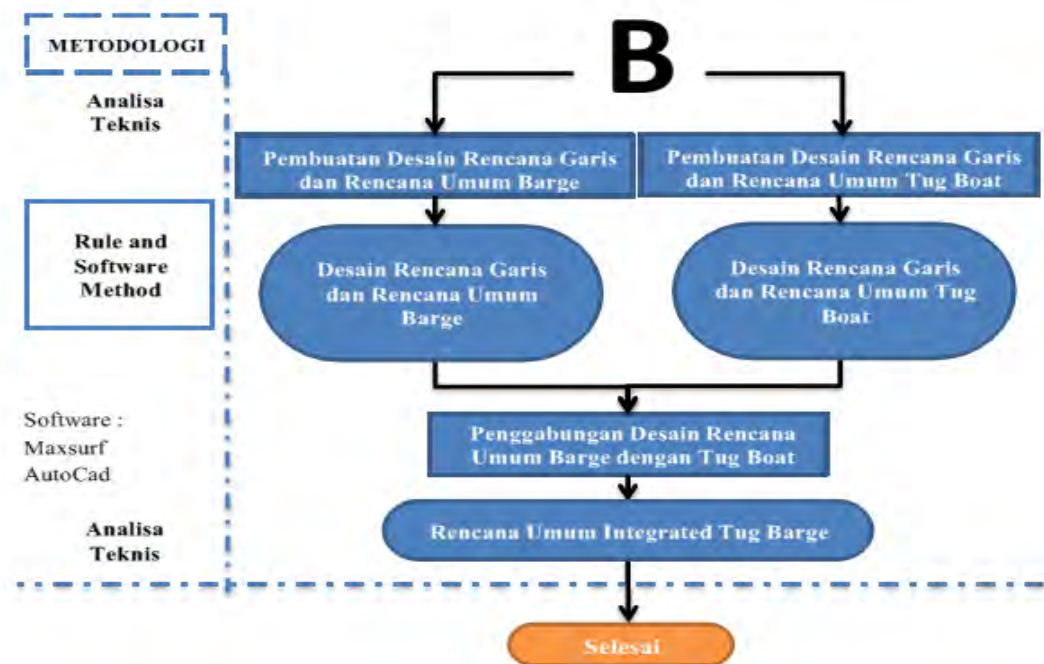 METODOLOGI
B
Analisa
Teknis
Pembuatan Desain Rencana Garis
dan Rencana Umum Barge
Pembuatan Desain Rencana Garis
dan Rencana Umum Tug Boat
Rule and
Software
Method
Desain Rencana Garis
dan Rencana Umum
Barge
Desain Rencana Garis
dan Rencana Umum Tug
Boat
Software :
Maxsurf
AutoCad
Penggabungan Desain Rencana
Umum Barge dengan Tug Boat
Analisa
Teknis
Rencana Umum Integrated Tug Barge
Selesai